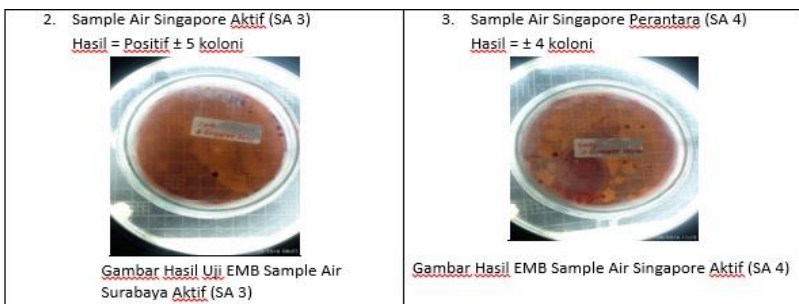 2. Sample Air Singapore Aktif (SA 3)
Hasil = Positif ± 5 koloni
Gambar Hasil Uji EMB Sample Air
Surabaya Aktif (SA 3)
3. Sample Air Singapore Perantara (SA 4)
Hasil = ± 4 koloni
Gambar Hasil EMB Sample Air Singapore Aktif (SA 4)